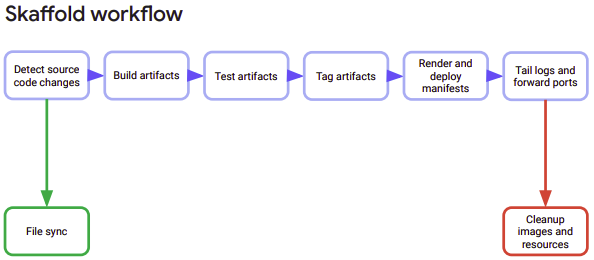 Skaffold workflow
Detect source
code changes
Build artifacts
Test artifacts
Tag artifacts
Render and
deploy
manifests
Tail logs and
forward ports
File sync
Cleanup
images and
resources